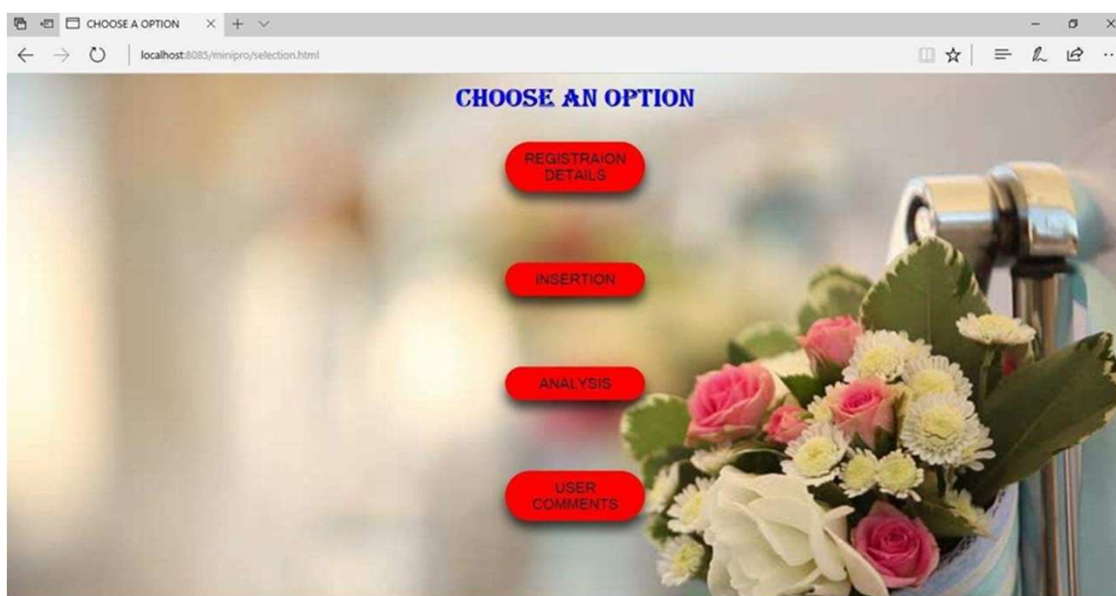 CHOOSE A OPTION
localhost:8085/minipro/selection.html
CHOOSE AN OPTION
REGISTRAION
DETAILS
INSERTION
ANALYSIS
USER
COMMENTS